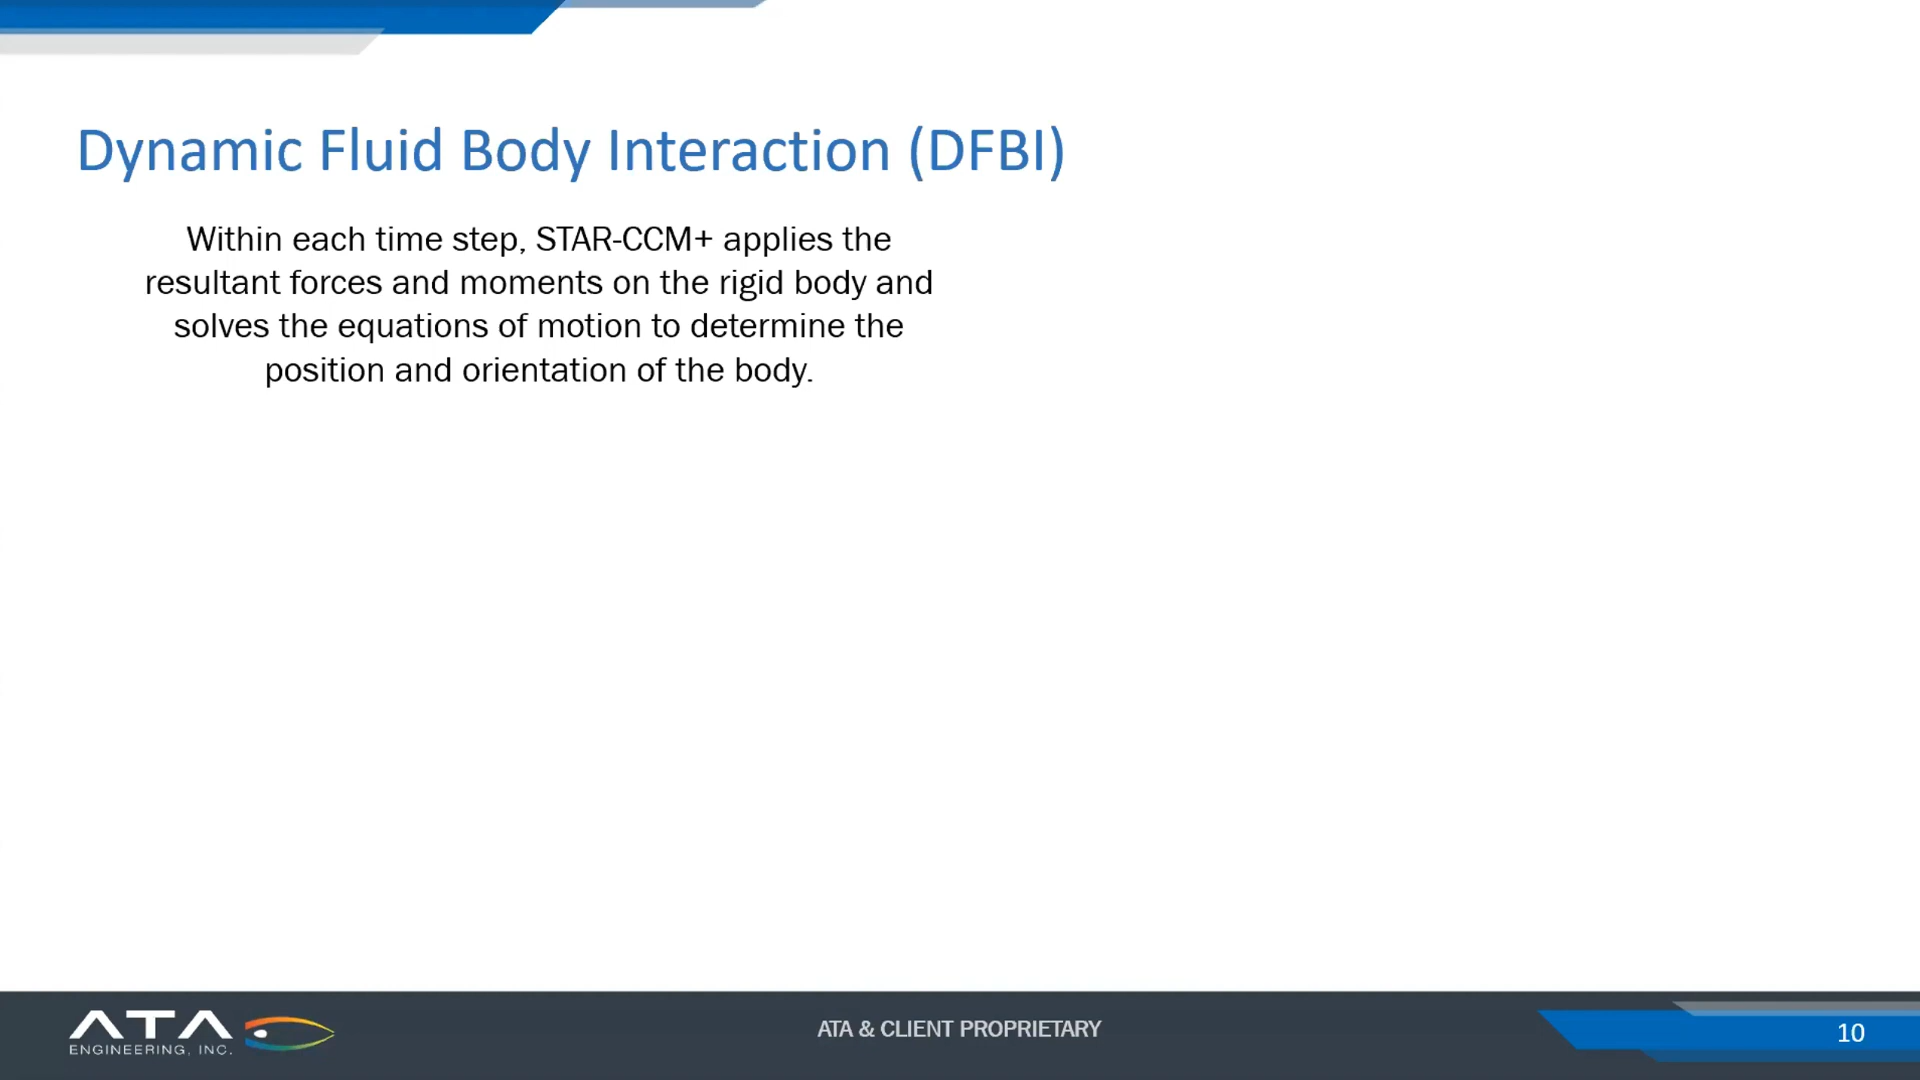 Dynamic Fluid Body Interaction (DFBI)
Within each time step, STAR-CCM+ applies the
resultant forces and moments on the rigid body and
solves the equations of motion to determine the
position and orientation of the body.
ATA
ENGINEERING, INC.
ATA & CLIENT PROPRIETARY
10